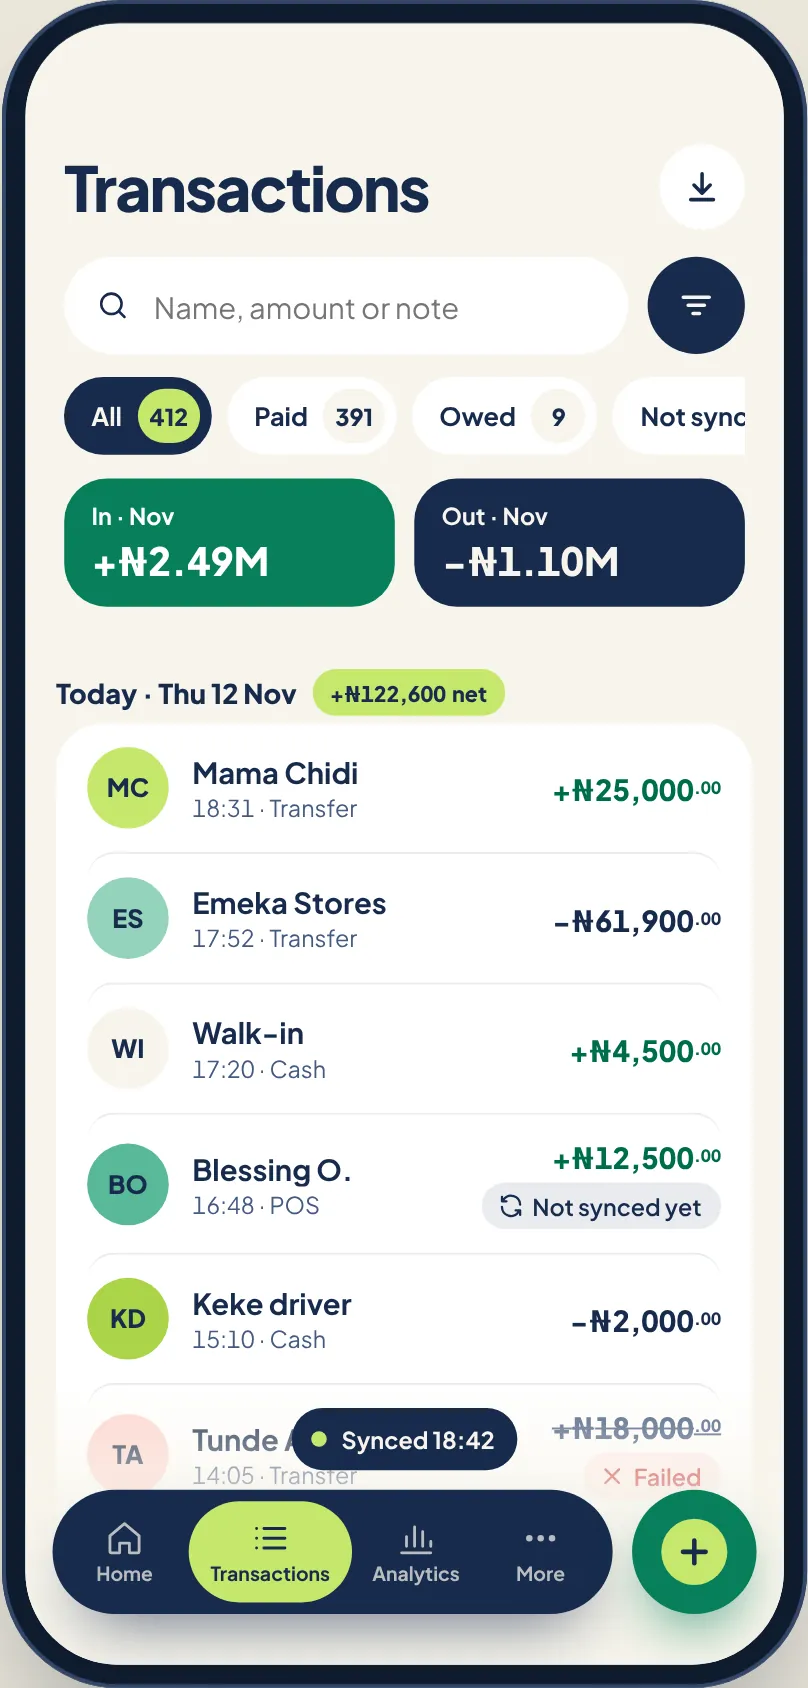 Transactions
Name, amount or note
All 412 Paid 391 Owed 9 Not sync
In · Nov
+₦2.49M
Out · Nov
−₦1.10M
Today · Thu 12 Nov +₦122,600 net
MC Mama Chidi
18:31 · Transfer
+₦25,000.00
ES Emeka Stores
17:52 · Transfer
−₦61,900.00
WI Walk-in
17:20 · Cash
+₦4,500.00
BO Blessing O.
16:48 · POS
+₦12,500.00
Not synced yet
KD Keke driver
15:10 · Cash
−₦2,000.00
TA Tunde
14:05 · Transfer
+₦18,000.00
Failed
Synced 18:42
Home Transactions Analytics More